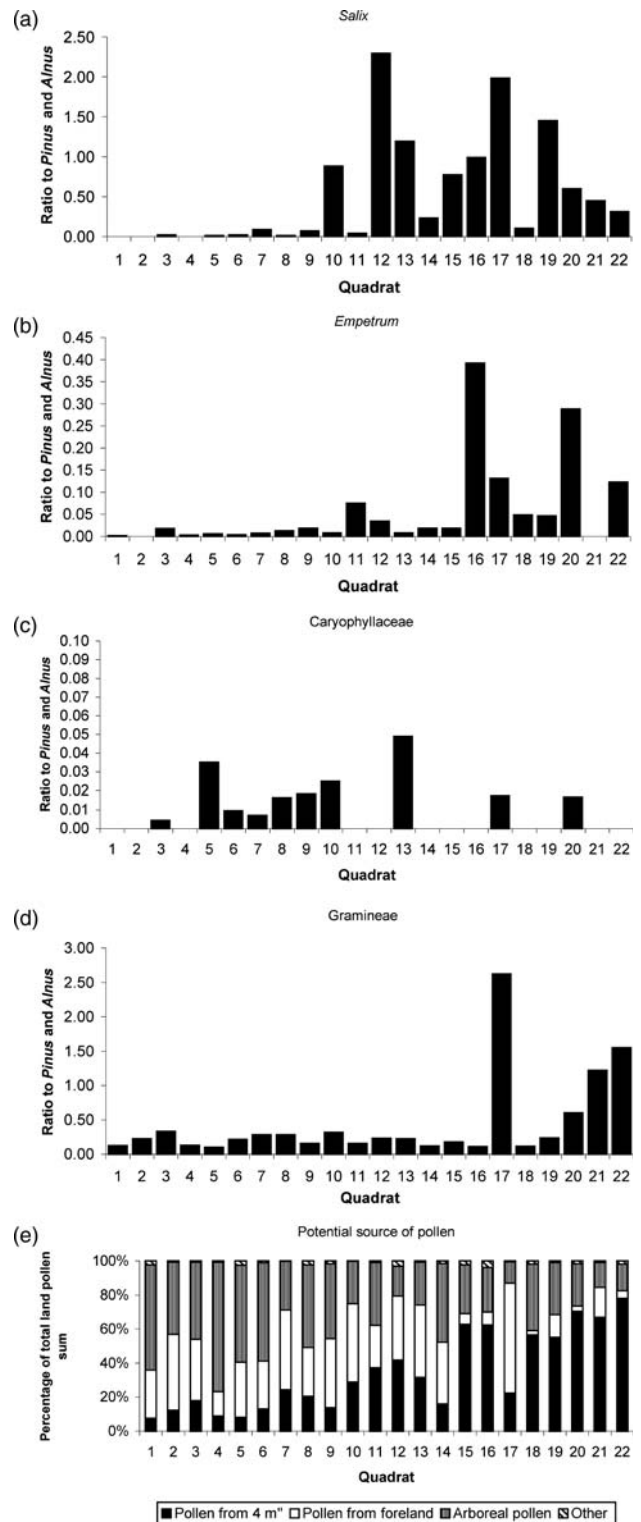 (a) Salix
Ratio to Pinus and Alnus
2.50
2.00
1.50
1.00
0.50
0.00
1 2 3 4 5 6 7 8 9 10 11 12 13 14 15 16 17 18 19 20 21 22
Quadrat
(b) Empetrum
Ratio to Pinus and Alnus
0.45
0.40
0.35
0.30
0.25
0.20
0.15
0.10
0.05
0.00
1 2 3 4 5 6 7 8 9 10 11 12 13 14 15 16 17 18 19 20 21 22
Quadrat
(c) Caryophyllaceae
Ratio to Pinus and Alnus
0.10
0.09
0.08
0.07
0.06
0.05
0.04
0.03
0.02
0.01
0.00
1 2 3 4 5 6 7 8 9 10 11 12 13 14 15 16 17 18 19 20 21 22
Quadrat
(d) Gramineae
Ratio to Pinus and Alnus
3.00
2.50
2.00
1.50
1.00
0.50
0.00
1 2 3 4 5 6 7 8 9 10 11 12 13 14 15 16 17 18 19 20 21 22
Quadrat
(e) Potential source of pollen
Percentage of total land pollen
sum
100%
80%
60%
40%
20%
0%
1 2 3 4 5 6 7 8 9 10 11 12 13 14 15 16 17 18 19 20 21 22
Quadrat
Pollen from 4 m" Pollen from foreland Arboreal pollen Other